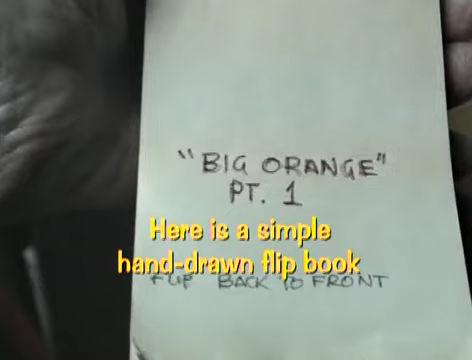 "BIG ORANGE"
PT. 1
Here is a simple
hand-drawn flip book
FLIP BACK TO FRONT